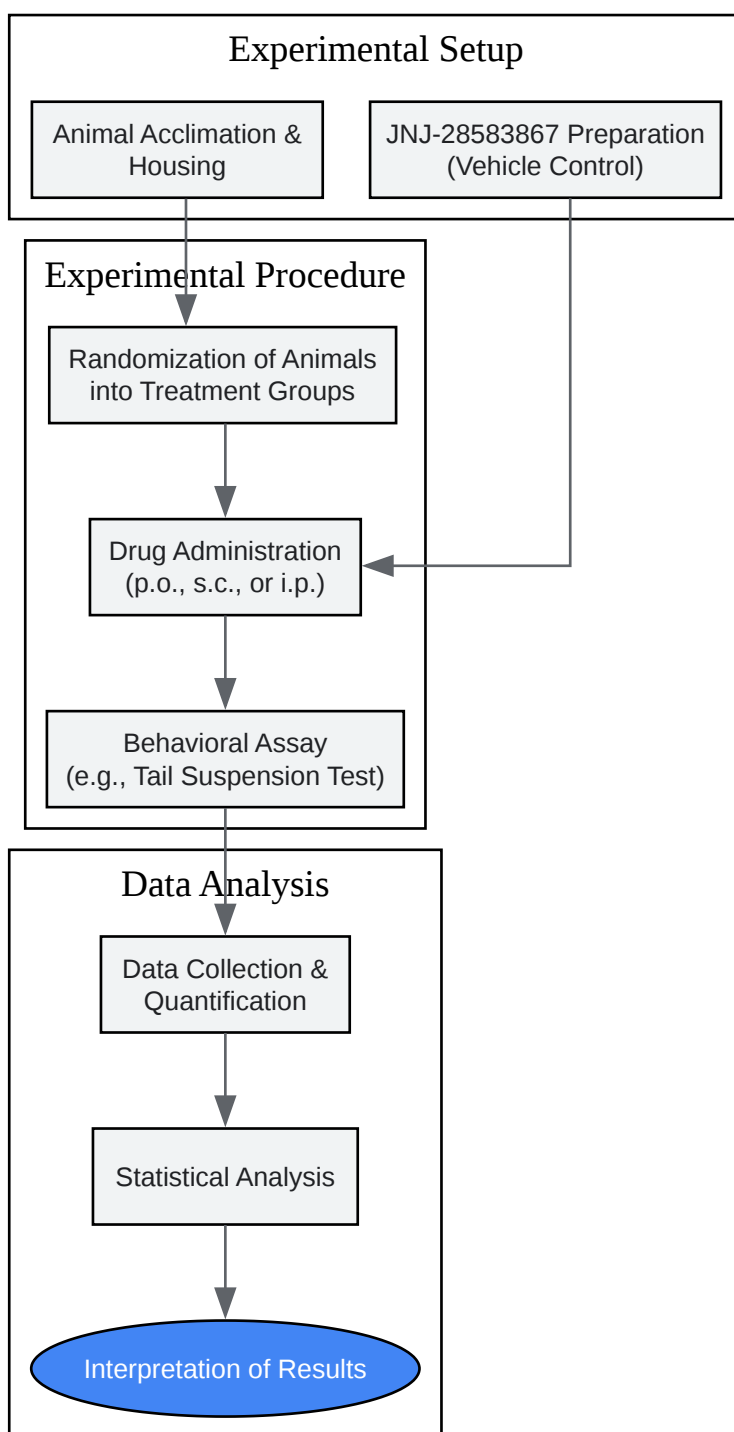 Experimental Setup
Animal Acclimation &
Housing
JNJ-28583867 Preparation
(Vehicle Control)
Experimental Procedure
Randomization of Animals
into Treatment Groups
Drug Administration
(p.o., s.c., or i.p.)
Behavioral Assay
(e.g., Tail Suspension Test)
Data Analysis
Data Collection &
Quantification
Statistical Analysis
Interpretation of Results